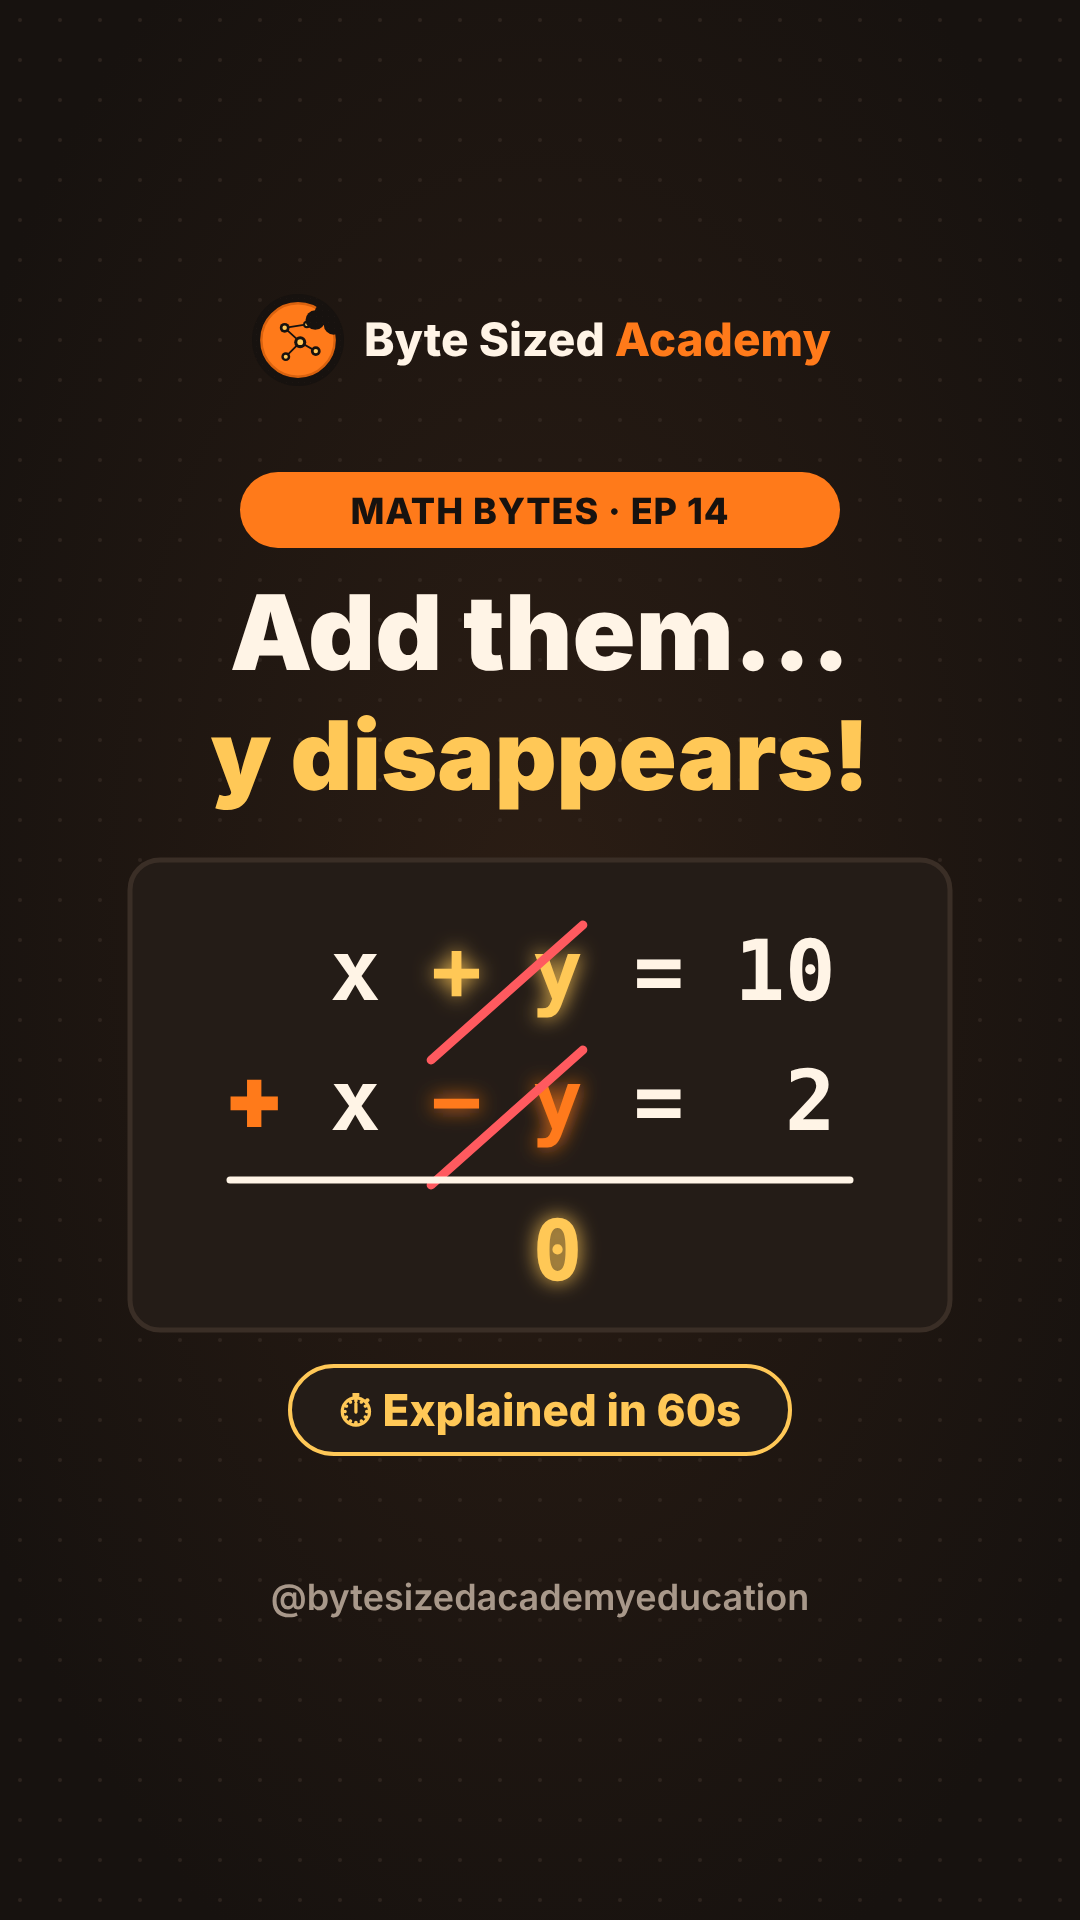 Byte Sized Academy
MATH BYTES · EP 14
Add them...
y disappears!
x + y = 10
+ x − y = 2
0
⏱ Explained in 60s
@bytesizedacademyeducation